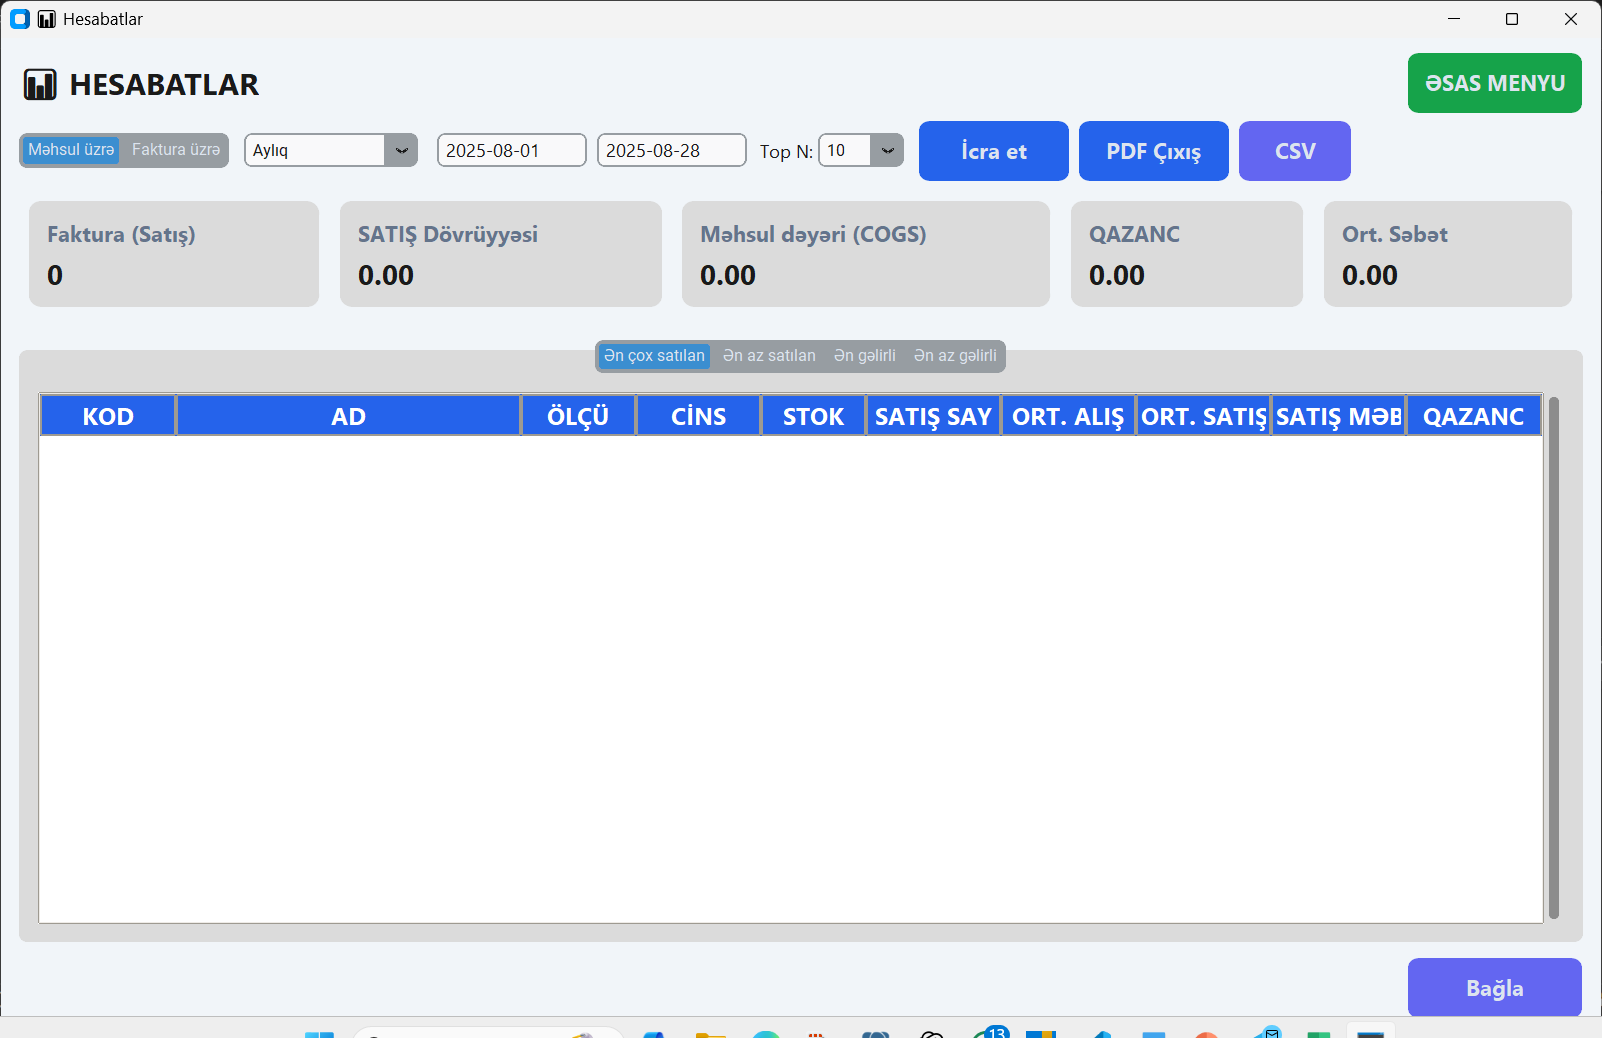 Hesabatlar
HESABATLAR
ƏSAS MENYU
Məhsul üzrə Faktura üzrə Aylıq 2025-08-01 2025-08-28 Top N: 10 İcra et PDF Çıxış CSV
Faktura (Satış) SATIŞ Dövrüyyəsi Məhsul dəyəri (COGS) QAZANC Ort. Səbət
0 0.00 0.00 0.00 0.00
Ən çox satılan Ən az satılan Ən gəlirli Ən az gəlirli
KOD AD ÖLÇÜ CİNS STOK SATIŞ SAY ORT. ALIŞ ORT. SATIŞ SATIŞ MƏB QAZANC
Bağla
13